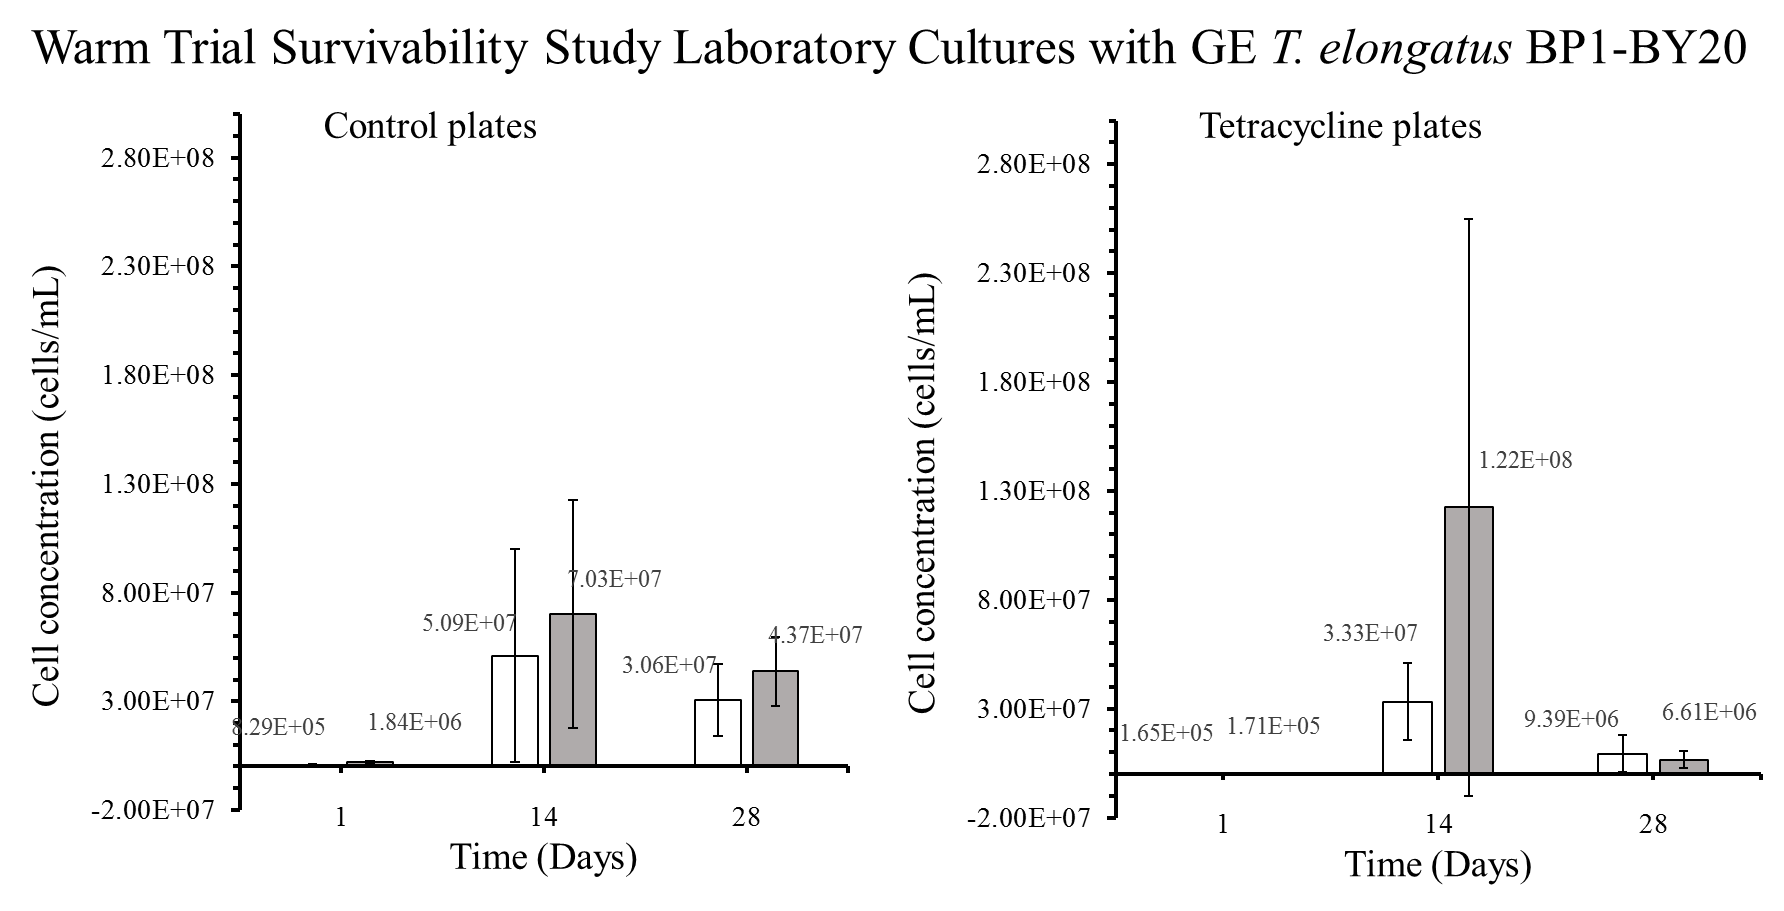 Warm Trial Survivability Study Laboratory Cultures with GE T. elongatus BP1-BY20
Control plates
Cell concentration (cells/mL)
2.80E+08
2.30E+08
1.80E+08
1.30E+08
8.00E+07
3.00E+07
-2.00E+07
8.29E+05
1.84E+06
5.09E+07
7.03E+07
3.06E+07
4.37E+07
1
14
28
Time (Days)
Tetracycline plates
Cell concentration (cells/mL)
2.80E+08
2.30E+08
1.80E+08
1.30E+08
8.00E+07
3.00E+07
-2.00E+07
1.65E+05
1.71E+05
3.33E+07
1.22E+08
9.39E+06
6.61E+06
1
14
28
Time (Days)